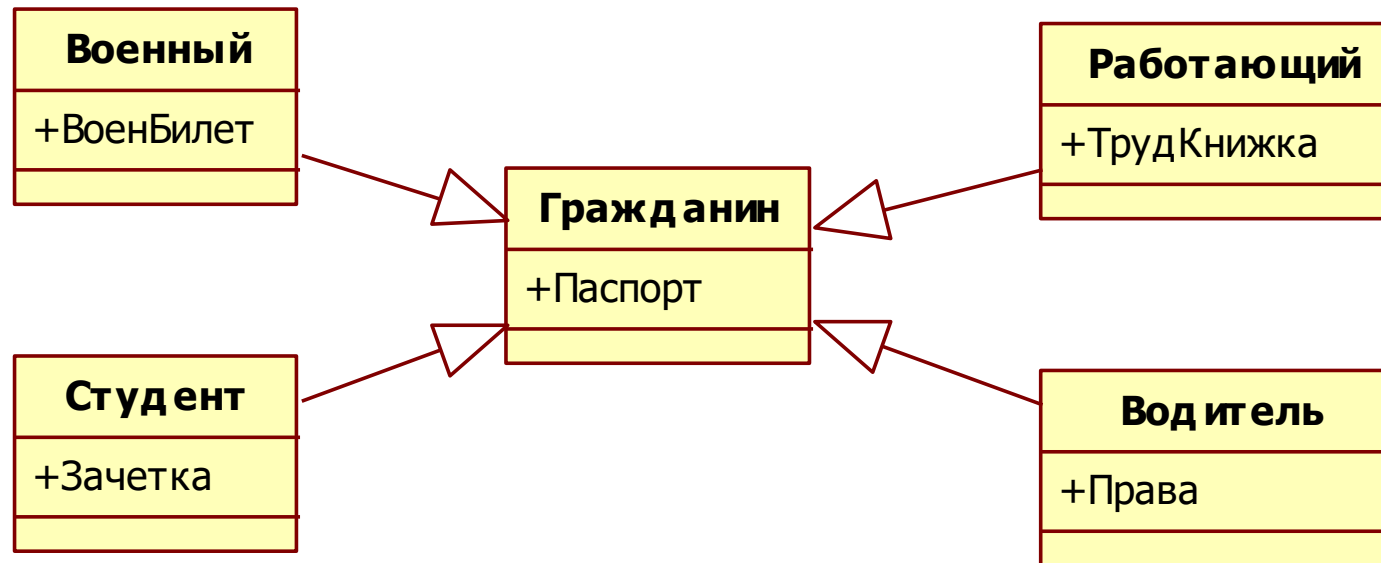 Военный
+ВоенБилет
Работающий
+ТрудКнижка
Гражданин
+Паспорт
Студент
+Зачетка
Водитель
+Права